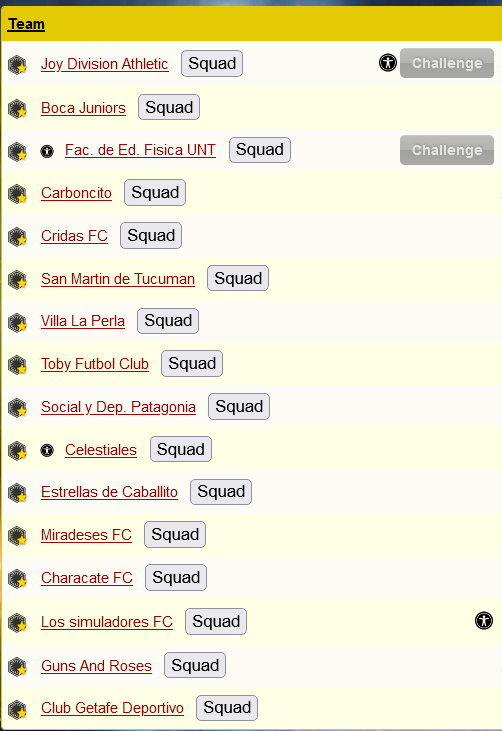 Team
Joy Division Athletic Squad Challenge
Boca Juniors Squad
Fac. de Ed. Fisica UNT Squad Challenge
Carboncito Squad
Cridas FC Squad
San Martin de Tucuman Squad
Villa La Perla Squad
Toby Futbol Club Squad
Social y Dep. Patagonia Squad
Celestiales Squad
Estrellas de Caballito Squad
Miradeses FC Squad
Characate FC Squad
Los simuladores FC Squad
Guns And Roses Squad
Club Getafe Deportivo Squad